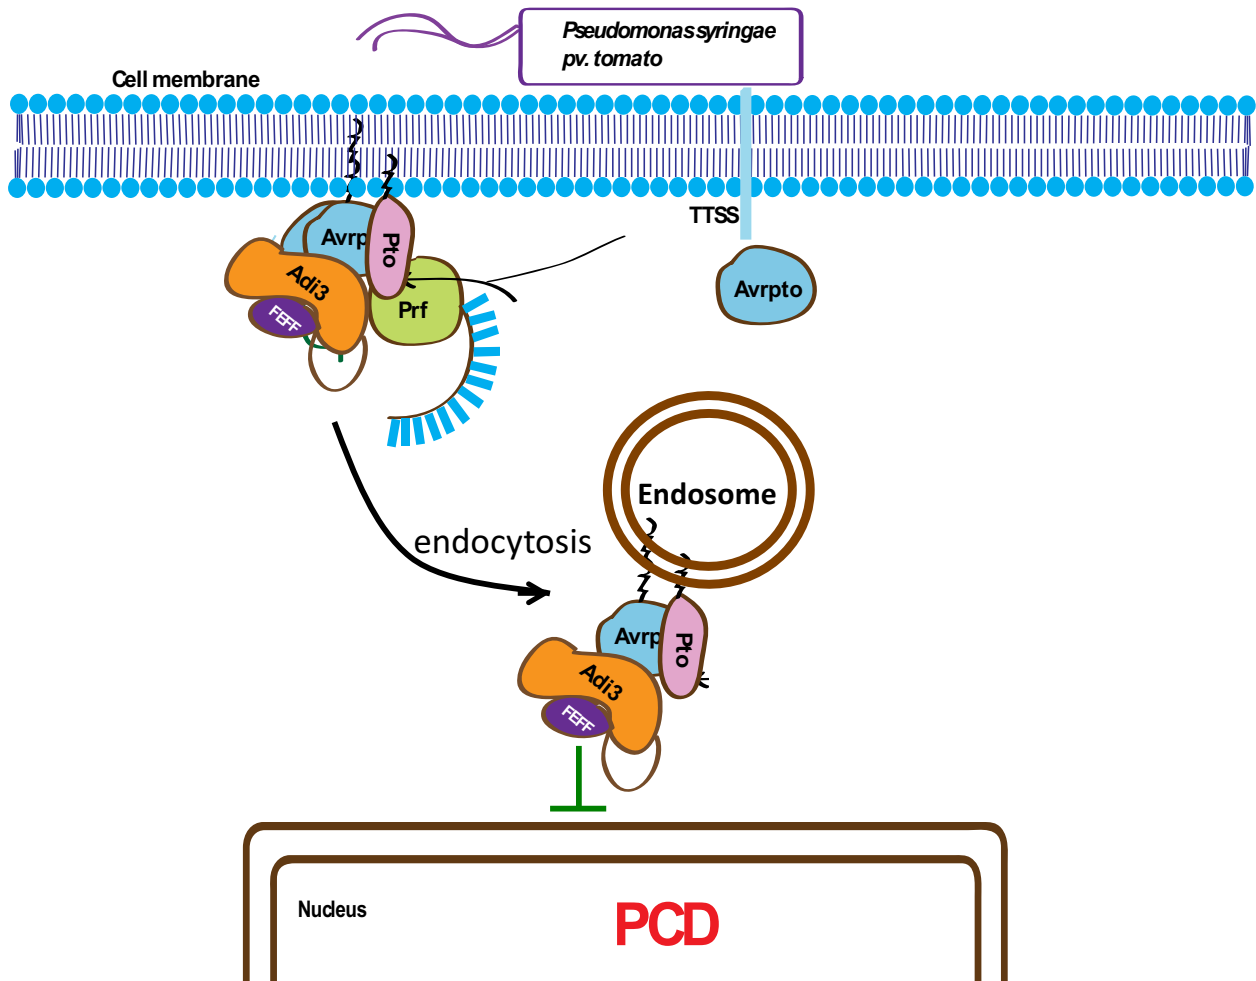 Pseudomonas syringae
pv. tomato
Cell membrane
TTSS
Avrp
Pto
Adi3
FEFF
Prf
Avrpto
Endosome
endocytosis
Avrp
Pto
Adi3
FEFF
Nucleus
PCD